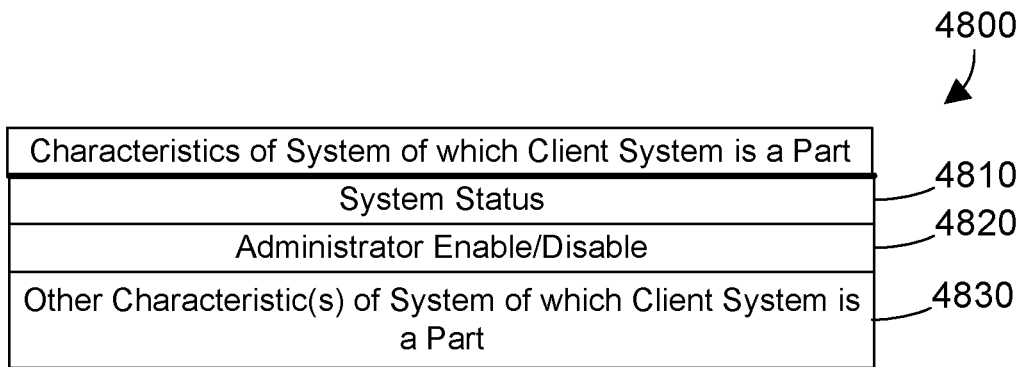 4800
Characteristics of System of which Client System is a Part
System Status
4810
Administrator Enable/Disable
4820
Other Characteristic(s) of System of which Client System is
a Part
4830